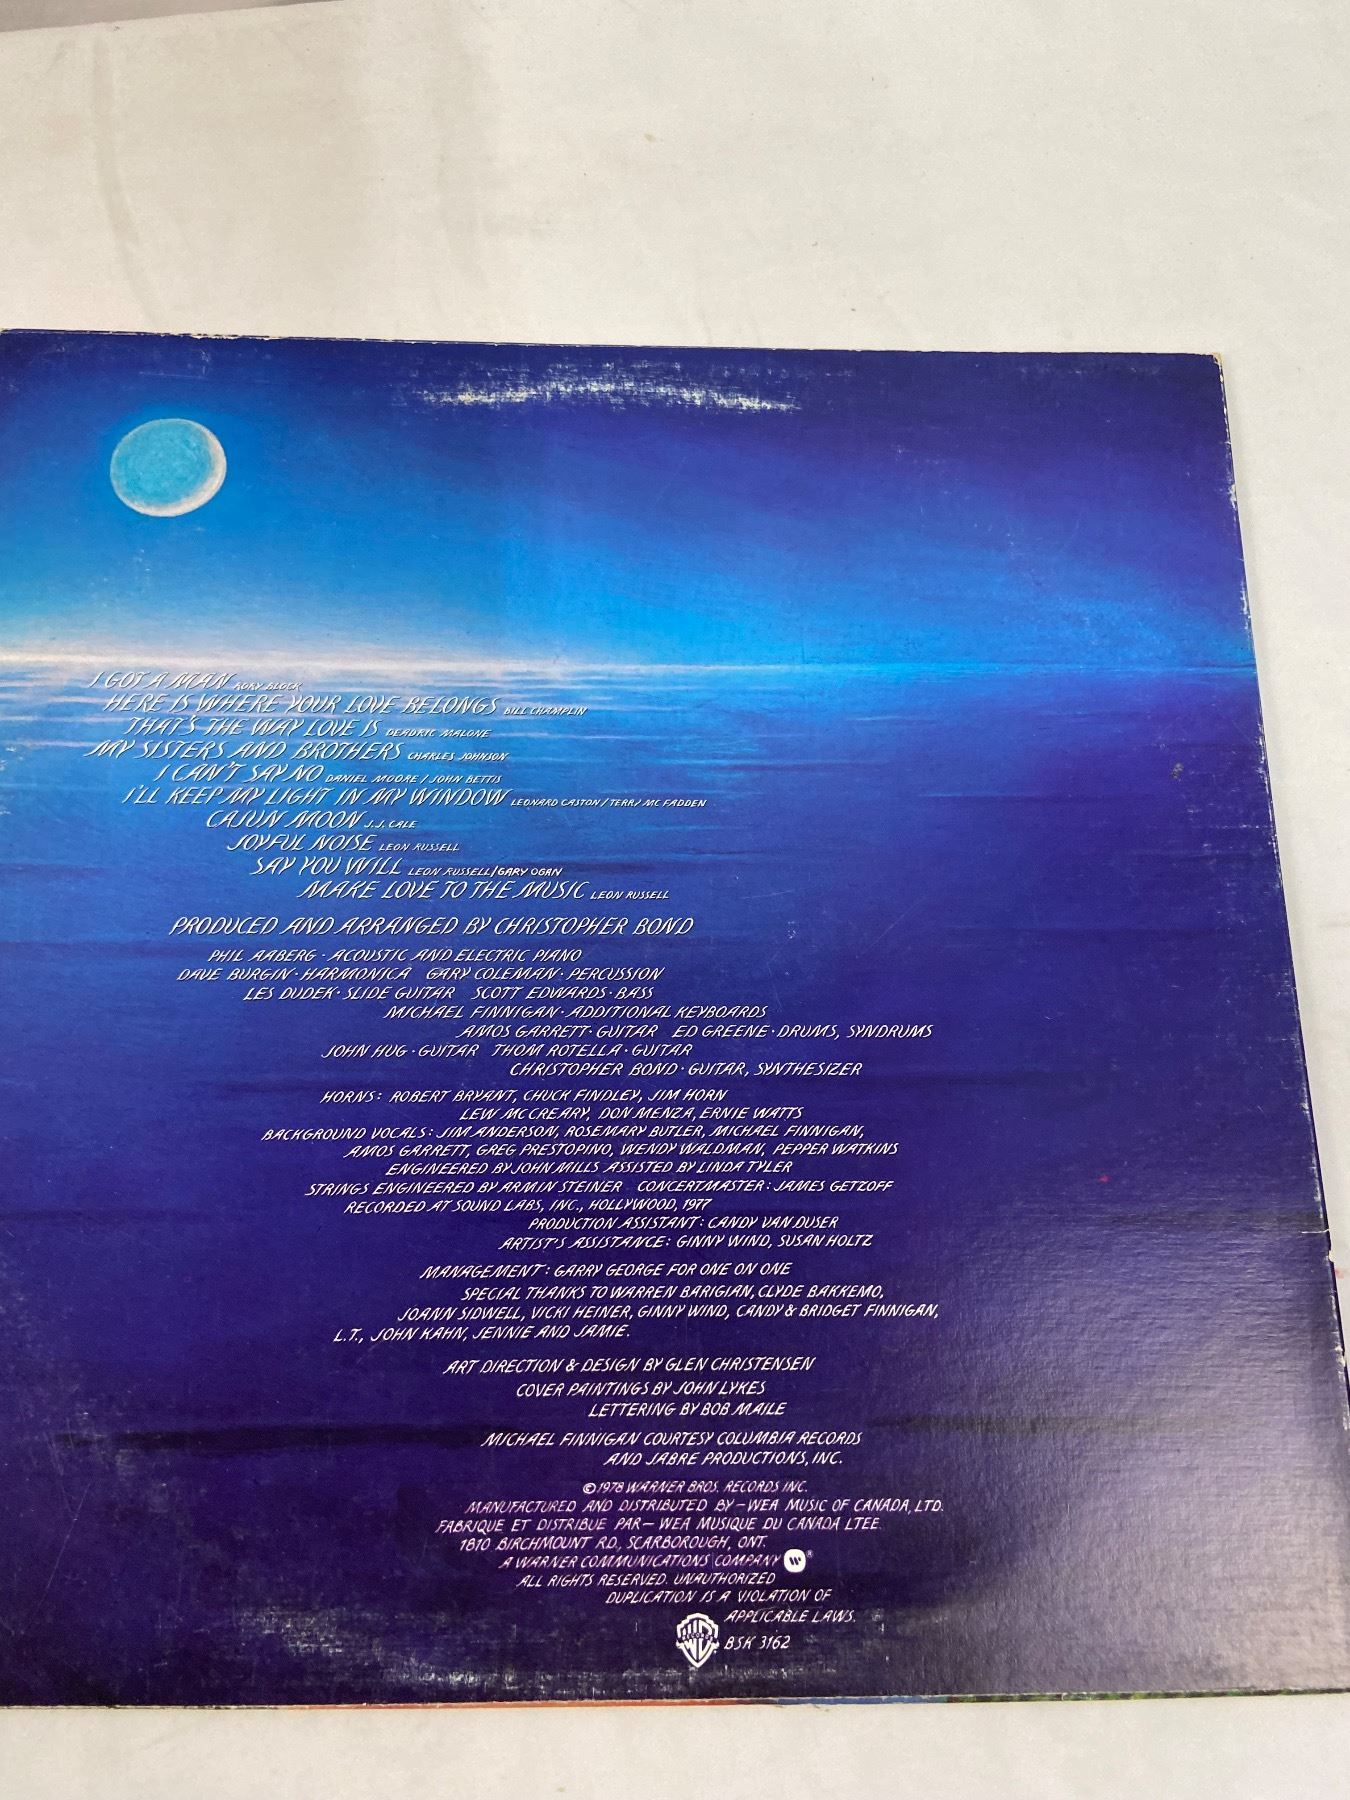 I GOT A MAN RORY BLOCK
HERE IS WHERE YOUR LOVE BELONGS BILL CHAMPLIN
THAT'S THE WAY LOVE IS DEADRIC MALONE
MY SISTERS AND BROTHERS CHARLES JOHNSON
I CAN'T SAY NO DANIEL MOORE / JOHN BETTIS
I'LL KEEP MY LIGHT IN MY WINDOW LEONARD CASTON / TERRI MC FADDEN
CAJUN MOON J.J. CALE
JOYFUL NOISE LEON RUSSELL
SAY YOU WILL LEON RUSSELL/GARY OGAN
MAKE LOVE TO THE MUSIC LEON RUSSELL
PRODUCED AND ARRANGED BY CHRISTOPHER BOND
PHIL AABERG · ACOUSTIC AND ELECTRIC PIANO
DAVE BURGIN · HARMONICA GARY COLEMAN · PERCUSSION
LES DUDEK · SLIDE GUITAR SCOTT EDWARDS · BASS
MICHAEL FINNIGAN · ADDITIONAL KEYBOARDS
AMOS GARRETT · GUITAR ED GREENE · DRUMS, SYNDRUMS
JOHN HUG · GUITAR THOM ROTELLA · GUITAR
CHRISTOPHER BOND · GUITAR, SYNTHESIZER
HORNS: ROBERT BRYANT, CHUCK FINDLEY, JIM HORN
LEW MCCREARY, DON MENZA, ERNIE WATTS
BACKGROUND VOCALS: JIM ANDERSON, ROSEMARY BUTLER, MICHAEL FINNIGAN,
AMOS GARRETT, GREG PRESTOPINO, WENDY WALDMAN, PEPPER WATKINS
ENGINEERED BY JOHN MILLS ASSISTED BY LINDA TYLER
STRINGS ENGINEERED BY ARMIN STEINER CONCERTMASTER: JAMES GETZOFF
RECORDED AT SOUND LABS, INC., HOLLYWOOD, 1977
PRODUCTION ASSISTANT: CANDY VAN DUSER
ARTIST'S ASSISTANCE: GINNY WIND, SUSAN HOLTZ
MANAGEMENT: GARRY GEORGE FOR ONE ON ONE
SPECIAL THANKS TO WARREN BARIGIAN, CLYDE BAKKEMO,
JOANN SIDWELL, VICKI HEINER, GINNY WIND, CANDY & BRIDGET FINNIGAN,
L.T., JOHN KAHN, JENNIE AND JAMIE.
ART DIRECTION & DESIGN BY GLEN CHRISTENSEN
COVER PAINTINGS BY JOHN LYKES
LETTERING BY BOB MAILE
MICHAEL FINNIGAN COURTESY COLUMBIA RECORDS
AND JABRE PRODUCTIONS, INC.
© 1978 WARNER BROS. RECORDS INC.
MANUFACTURED AND DISTRIBUTED BY — WEA MUSIC OF CANADA, LTD.
FABRIQUE ET DISTRIBUE PAR — WEA MUSIQUE DU CANADA LTEE.
1810 BIRCHMOUNT RD., SCARBOROUGH, ONT.
A WARNER COMMUNICATIONS COMPANY ®
ALL RIGHTS RESERVED. UNAUTHORIZED
DUPLICATION IS A VIOLATION OF
APPLICABLE LAWS.
WB RECORDS BSK 3162